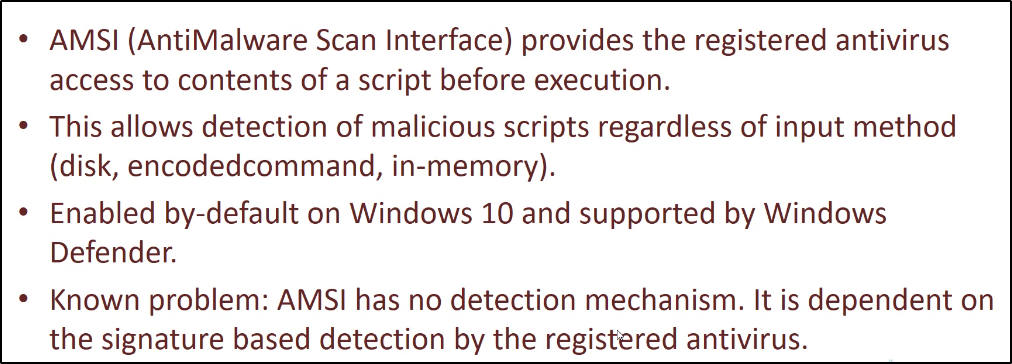 • AMSI (AntiMalware Scan Interface) provides the registered antivirus
access to contents of a script before execution.
• This allows detection of malicious scripts regardless of input method
(disk, encodedcommand, in-memory).
• Enabled by-default on Windows 10 and supported by Windows
Defender.
• Known problem: AMSI has no detection mechanism. It is dependent on
the signature based detection by the registered antivirus.